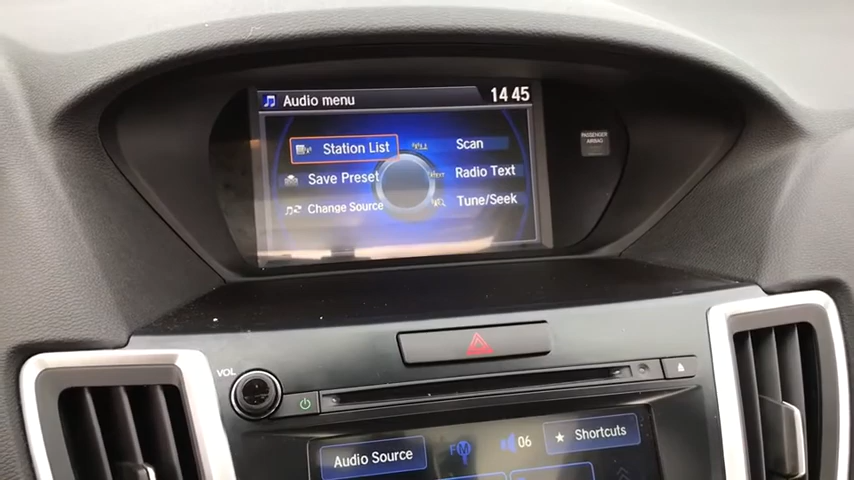 Audio menu
14 45
Station List
Scan
Save Preset
Radio Text
Change Source
Tune/Seek
PASSENGER
AIRBAG
VOL
Audio Source
FM
06
Shortcuts